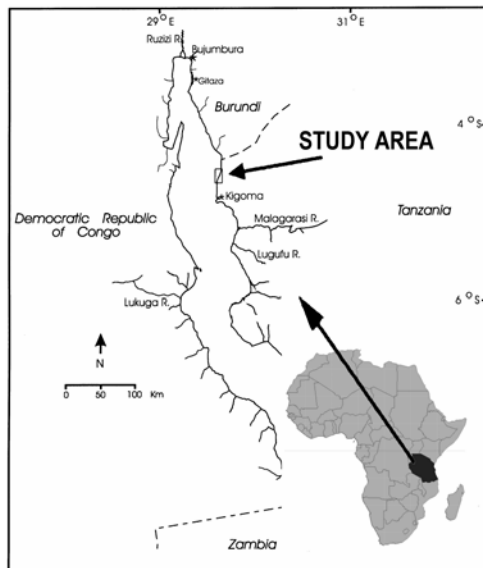 29° E
31° E
Ruzizi R.
Bujumbura
Gitaza
Burundi
4° S
STUDY AREA
Kigoma
Democratic Republic
of Congo
Malagarasi R.
Tanzania
Lugufu R.
6° S
Lukuga R.
N
0 50 100
Km
Zambia